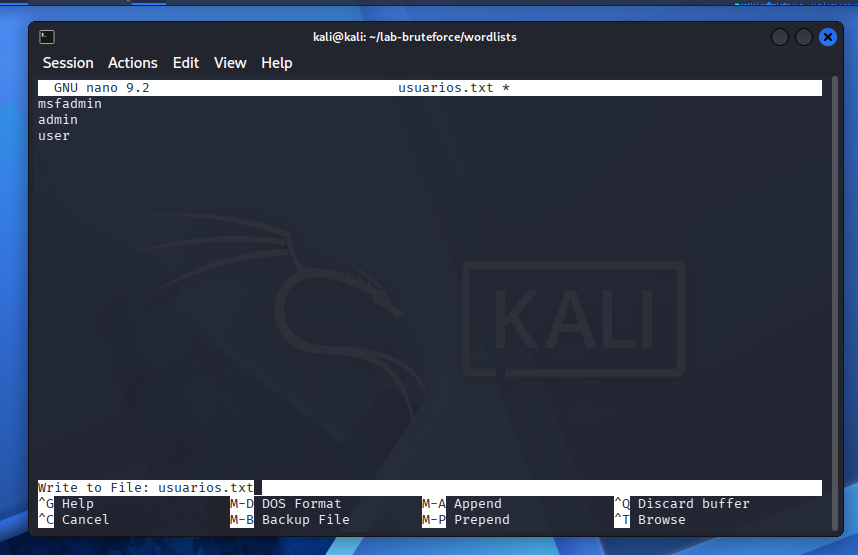 kali@kali: ~/lab-bruteforce/wordlists
Session Actions Edit View Help
GNU nano 9.2 usuarios.txt *
msfadmin
admin
user
KALI
Write to File: usuarios.txt
^G Help M-D DOS Format M-A Append ^Q Discard buffer
^C Cancel M-B Backup File M-P Prepend ^T Browse